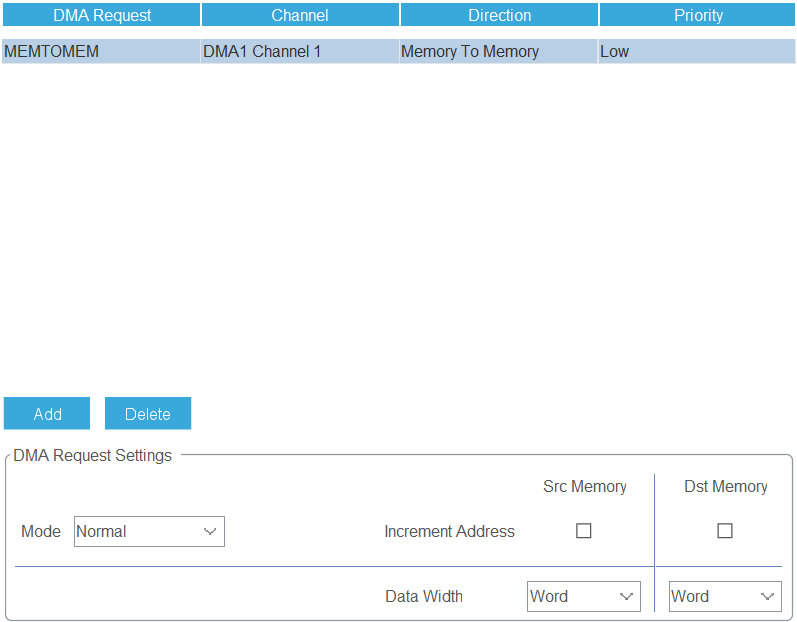 DMA Request Channel Direction Priority
MEMTOMEM DMA1 Channel 1 Memory To Memory Low
Add Delete
DMA Request Settings
Src Memory Dst Memory
Mode Normal Increment Address
Data Width Word Word